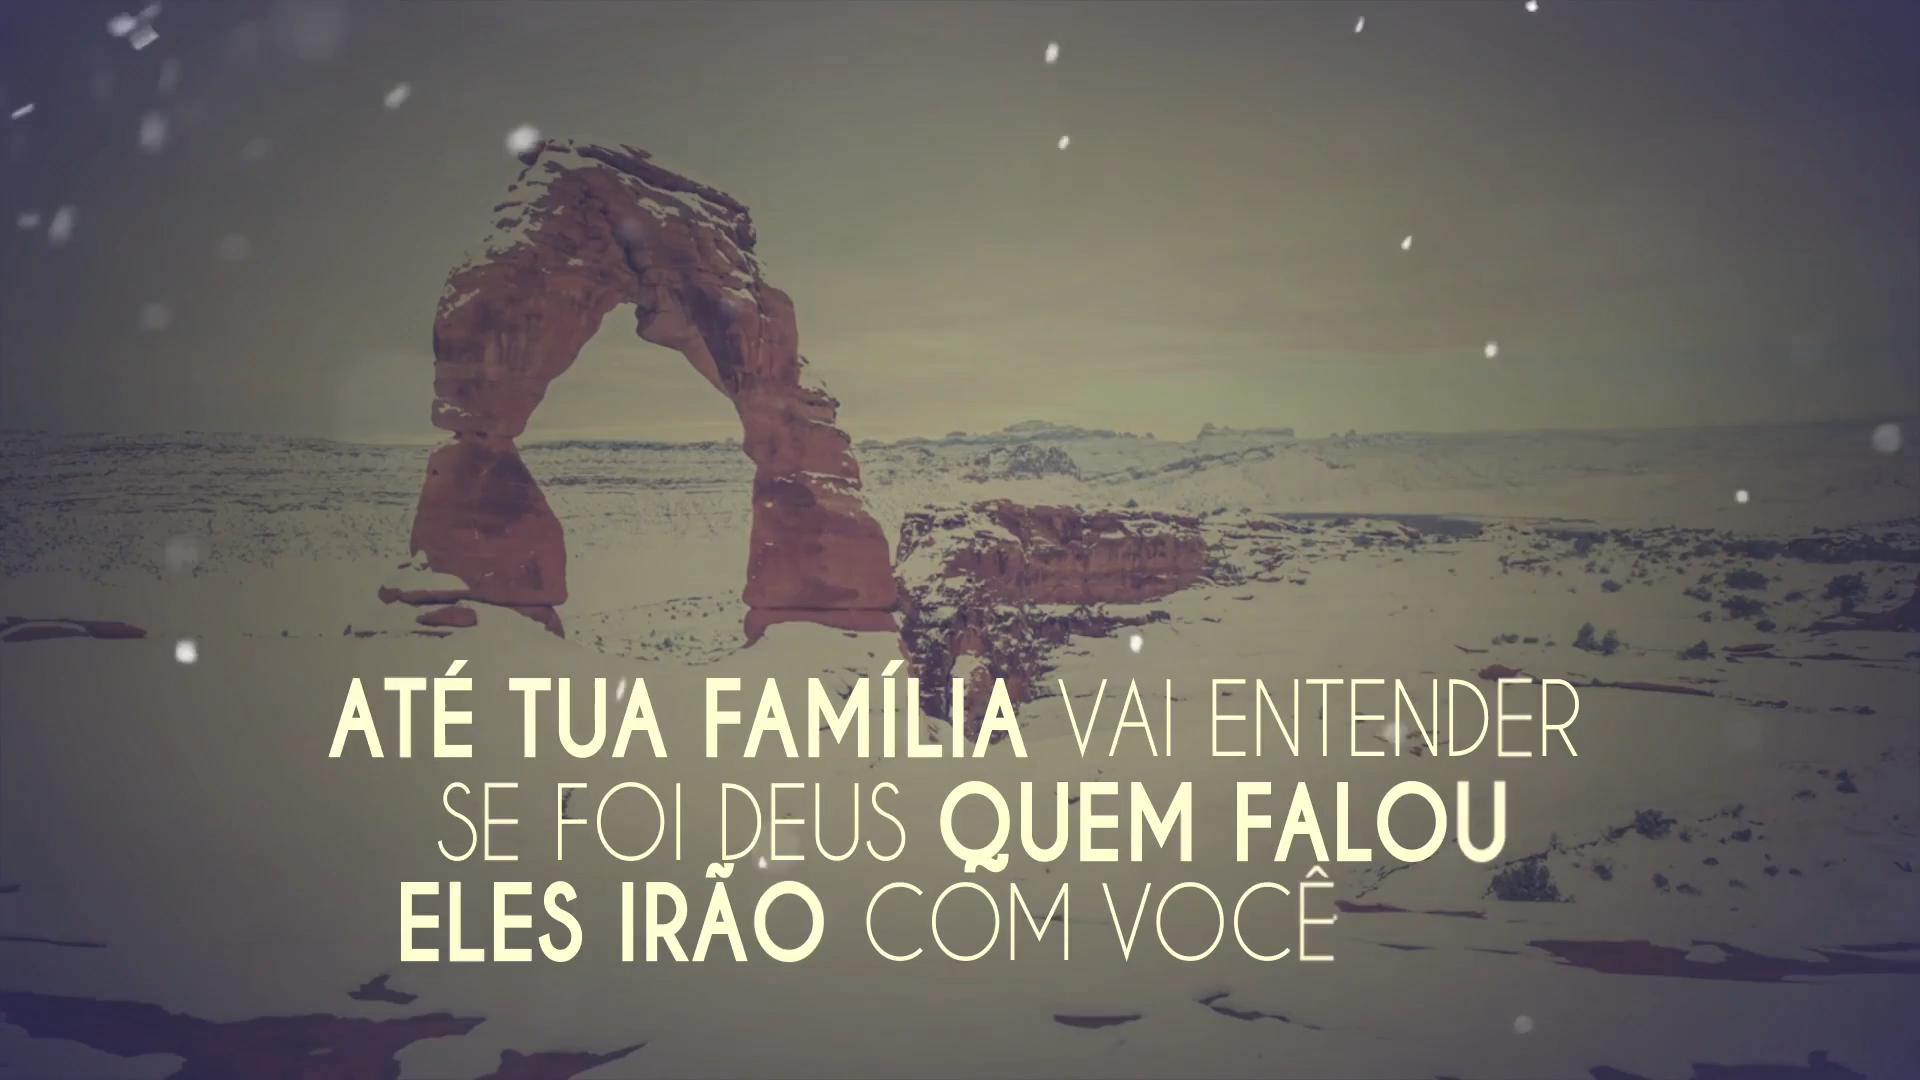 ATÉ TUA FAMÍLIA VAI ENTENDER
SE FOI DEUS QUEM FALOU
ELES IRÃO COM VOCÊ